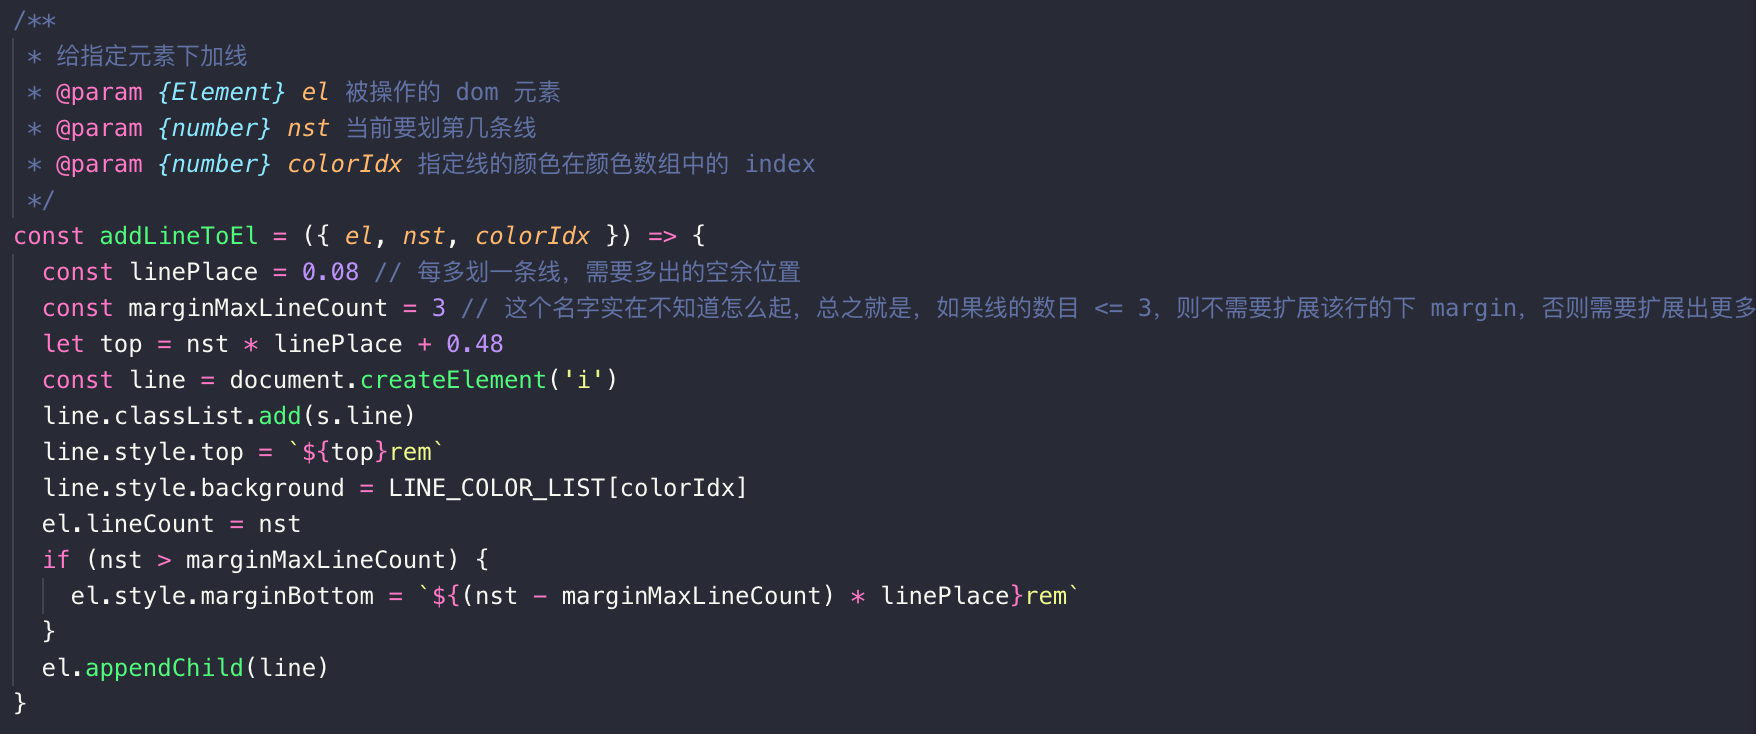 /**
 * 给指定元素下加线
 * @param {Element} el 被操作的 dom 元素
 * @param {number} nst 当前要划第几条线
 * @param {number} colorIdx 指定线的颜色在颜色数组中的 index
 */
const addLineToEl = ({ el, nst, colorIdx }) => {
  const linePlace = 0.08 // 每多划一条线，需要多出的空余位置
  const marginMaxLineCount = 3 // 这个名字实在不知道怎么起，总之就是，如果线的数目 <= 3，则不需要扩展该行的下 margin，否则需要扩展出更多
  let top = nst * linePlace + 0.48
  const line = document.createElement('i')
  line.classList.add(s.line)
  line.style.top = `${top}rem`
  line.style.background = LINE_COLOR_LIST[colorIdx]
  el.lineCount = nst
  if (nst > marginMaxLineCount) {
    el.style.marginBottom = `${(nst - marginMaxLineCount) * linePlace}rem`
  }
  el.appendChild(line)
}